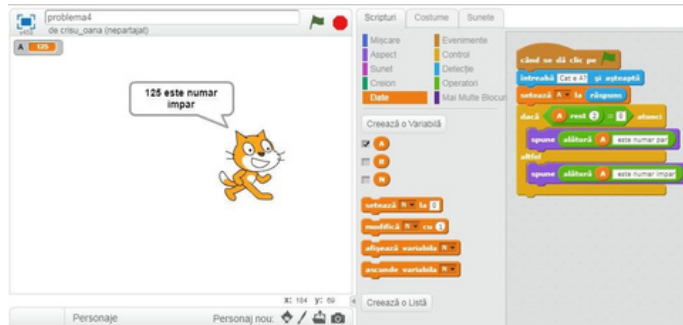 problema4
de crisu_oana (nepartajat)
A 125
125 este numar
impar
X: 184 y: 69
Personaje
Personaj nou:
Scripturi Costume Sunete
Mișcare Evenimente
Aspect Control
Sunet Detecție
Creion Operatori
Date Mai Multe Blocuri
Creează o Variabilă
A
N
setează N la 0
modifică N cu 1
afișează variabila N
ascunde variabila N
Creează o Listă
când se dă clic pe
întreabă Cat e A? și așteaptă
setează A la răspuns
dacă A rest 2 = 0 atunci
spune alătură A este numar par
altfel
spune alătură A este numar impar